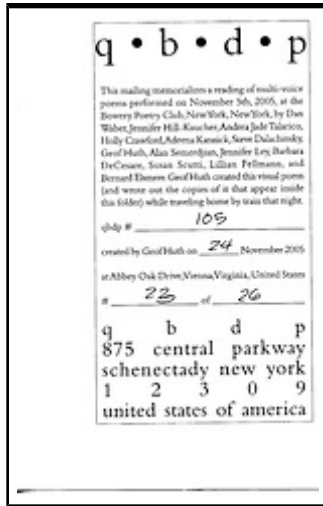 q • b • d • p
This mailing memorializes a reading of multi-voice
poems performed on November 5th, 2005, at the
Bowery Poetry Club, New York, New York, by Dan
Waber, Jennifer Hill-Kaucher, Andrea Jade Talarico,
Holly Crawford, Adeena Karasick, Steve Dalachinsky,
Geof Huth, Alan Semerdjian, Jennifer Ley, Barbara
DeCesare, Susan Scutti, Lillian
Bernard Geof Huth created this visual poem
(and wrote out the copies of it that appear inside
this folder) while traveling home by train that night.
qbdp # 105
created by Geof Huth on 24 November 2005
at Abbey Oak Drive, Vienna, Virginia, United States
# 23 of 26
q b d p
875 central parkway
schenectady new york
1 2 3 0 9
united states of america